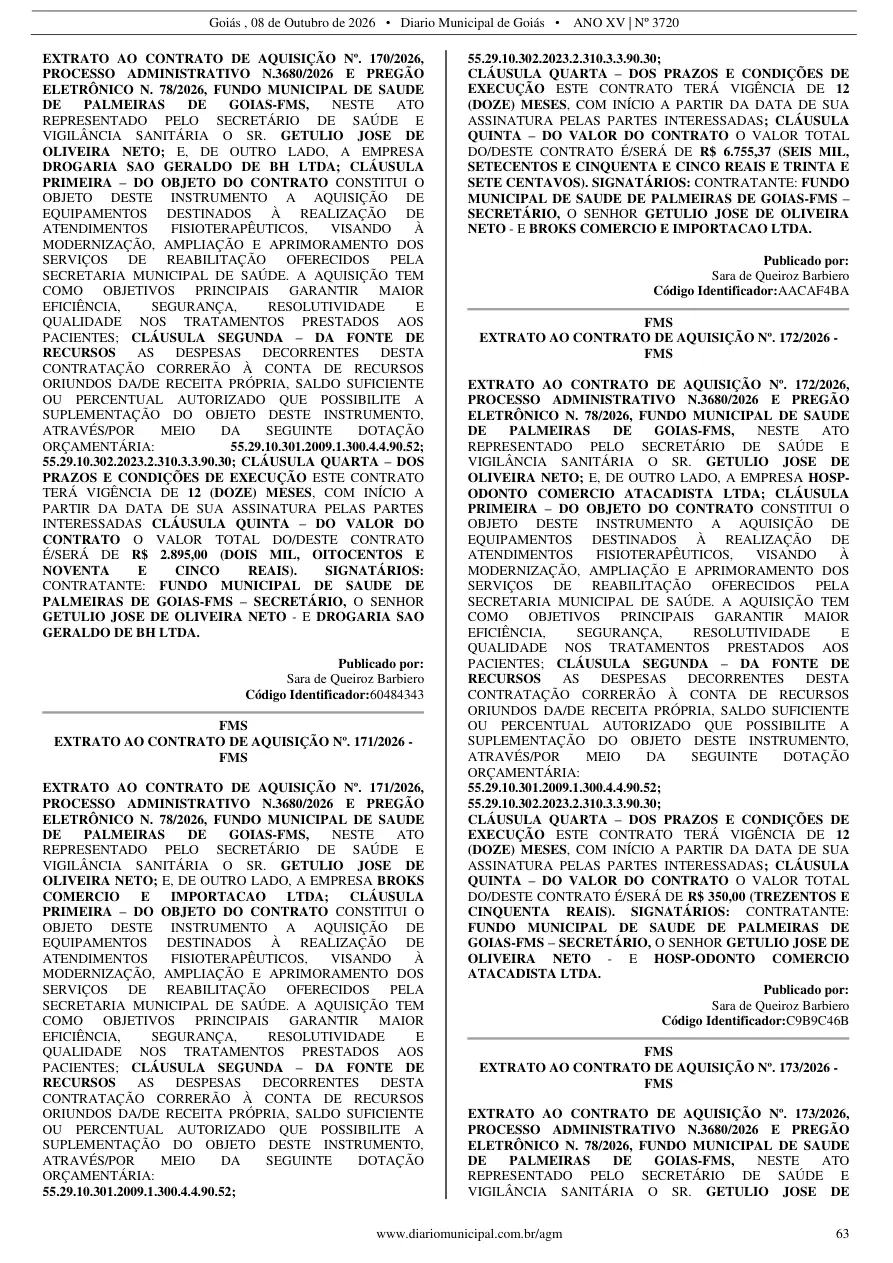 Goiás , 08 de Outubro de 2026 • Diario Municipal de Goiás • ANO XV | Nº 3720
EXTRATO AO CONTRATO DE AQUISIÇÃO Nº. 170/2026,
PROCESSO ADMINISTRATIVO N.3680/2026 E PREGÃO
ELETRÔNICO N. 78/2026, FUNDO MUNICIPAL DE SAUDE
DE PALMEIRAS DE GOIAS-FMS, NESTE ATO
REPRESENTADO PELO SECRETÁRIO DE SAÚDE E
VIGILÂNCIA SANITÁRIA O SR. GETULIO JOSE DE
OLIVEIRA NETO; E, DE OUTRO LADO, A EMPRESA
DROGARIA SAO GERALDO DE BH LTDA; CLÁUSULA
PRIMEIRA – DO OBJETO DO CONTRATO CONSTITUI O
OBJETO DESTE INSTRUMENTO A AQUISIÇÃO DE
EQUIPAMENTOS DESTINADOS À REALIZAÇÃO DE
ATENDIMENTOS FISIOTERAPÊUTICOS, VISANDO À
MODERNIZAÇÃO, AMPLIAÇÃO E APRIMORAMENTO DOS
SERVIÇOS DE REABILITAÇÃO OFERECIDOS PELA
SECRETARIA MUNICIPAL DE SAÚDE. A AQUISIÇÃO TEM
COMO OBJETIVOS PRINCIPAIS GARANTIR MAIOR
EFICIÊNCIA, SEGURANÇA, RESOLUTIVIDADE E
QUALIDADE NOS TRATAMENTOS PRESTADOS AOS
PACIENTES; CLÁUSULA SEGUNDA – DA FONTE DE
RECURSOS AS DESPESAS DECORRENTES DESTA
CONTRATAÇÃO CORRERÃO À CONTA DE RECURSOS
ORIUNDOS DA/DE RECEITA PRÓPRIA, SALDO SUFICIENTE
OU PERCENTUAL AUTORIZADO QUE POSSIBILITE A
SUPLEMENTAÇÃO DO OBJETO DESTE INSTRUMENTO,
ATRAVÉS/POR MEIO DA SEGUINTE DOTAÇÃO
ORÇAMENTÁRIA: 55.29.10.301.2009.1.300.4.4.90.52;
55.29.10.302.2023.2.310.3.3.90.30; CLÁUSULA QUARTA – DOS
PRAZOS E CONDIÇÕES DE EXECUÇÃO ESTE CONTRATO
TERÁ VIGÊNCIA DE 12 (DOZE) MESES, COM INÍCIO A
PARTIR DA DATA DE SUA ASSINATURA PELAS PARTES
INTERESSADAS CLÁUSULA QUINTA – DO VALOR DO
CONTRATO O VALOR TOTAL DO/DESTE CONTRATO
É/SERÁ DE R$ 2.895,00 (DOIS MIL, OITOCENTOS E
NOVENTA E CINCO REAIS). SIGNATÁRIOS:
CONTRATANTE: FUNDO MUNICIPAL DE SAUDE DE
PALMEIRAS DE GOIAS-FMS – SECRETÁRIO, O SENHOR
GETULIO JOSE DE OLIVEIRA NETO - E DROGARIA SAO
GERALDO DE BH LTDA.
Publicado por:
Sara de Queiroz Barbiero
Código Identificador:60484343
FMS
EXTRATO AO CONTRATO DE AQUISIÇÃO Nº. 171/2026 -
FMS
EXTRATO AO CONTRATO DE AQUISIÇÃO Nº. 171/2026,
PROCESSO ADMINISTRATIVO N.3680/2026 E PREGÃO
ELETRÔNICO N. 78/2026, FUNDO MUNICIPAL DE SAUDE
DE PALMEIRAS DE GOIAS-FMS, NESTE ATO
REPRESENTADO PELO SECRETÁRIO DE SAÚDE E
VIGILÂNCIA SANITÁRIA O SR. GETULIO JOSE DE
OLIVEIRA NETO; E, DE OUTRO LADO, A EMPRESA BROKS
COMERCIO E IMPORTACAO LTDA; CLÁUSULA
PRIMEIRA – DO OBJETO DO CONTRATO CONSTITUI O
OBJETO DESTE INSTRUMENTO A AQUISIÇÃO DE
EQUIPAMENTOS DESTINADOS À REALIZAÇÃO DE
ATENDIMENTOS FISIOTERAPÊUTICOS, VISANDO À
MODERNIZAÇÃO, AMPLIAÇÃO E APRIMORAMENTO DOS
SERVIÇOS DE REABILITAÇÃO OFERECIDOS PELA
SECRETARIA MUNICIPAL DE SAÚDE. A AQUISIÇÃO TEM
COMO OBJETIVOS PRINCIPAIS GARANTIR MAIOR
EFICIÊNCIA, SEGURANÇA, RESOLUTIVIDADE E
QUALIDADE NOS TRATAMENTOS PRESTADOS AOS
PACIENTES; CLÁUSULA SEGUNDA – DA FONTE DE
RECURSOS AS DESPESAS DECORRENTES DESTA
CONTRATAÇÃO CORRERÃO À CONTA DE RECURSOS
ORIUNDOS DA/DE RECEITA PRÓPRIA, SALDO SUFICIENTE
OU PERCENTUAL AUTORIZADO QUE POSSIBILITE A
SUPLEMENTAÇÃO DO OBJETO DESTE INSTRUMENTO,
ATRAVÉS/POR MEIO DA SEGUINTE DOTAÇÃO
ORÇAMENTÁRIA:
55.29.10.301.2009.1.300.4.4.90.52;
55.29.10.302.2023.2.310.3.3.90.30;
CLÁUSULA QUARTA – DOS PRAZOS E CONDIÇÕES DE
EXECUÇÃO ESTE CONTRATO TERÁ VIGÊNCIA DE 12
(DOZE) MESES, COM INÍCIO A PARTIR DA DATA DE SUA
ASSINATURA PELAS PARTES INTERESSADAS; CLÁUSULA
QUINTA – DO VALOR DO CONTRATO O VALOR TOTAL
DO/DESTE CONTRATO É/SERÁ DE R$ 6.755,37 (SEIS MIL,
SETECENTOS E CINQUENTA E CINCO REAIS E TRINTA E
SETE CENTAVOS). SIGNATÁRIOS: CONTRATANTE: FUNDO
MUNICIPAL DE SAUDE DE PALMEIRAS DE GOIAS-FMS –
SECRETÁRIO, O SENHOR GETULIO JOSE DE OLIVEIRA
NETO - E BROKS COMERCIO E IMPORTACAO LTDA.
Publicado por:
Sara de Queiroz Barbiero
Código Identificador:AACAF4BA
FMS
EXTRATO AO CONTRATO DE AQUISIÇÃO Nº. 172/2026 -
FMS
EXTRATO AO CONTRATO DE AQUISIÇÃO Nº. 172/2026,
PROCESSO ADMINISTRATIVO N.3680/2026 E PREGÃO
ELETRÔNICO N. 78/2026, FUNDO MUNICIPAL DE SAUDE
DE PALMEIRAS DE GOIAS-FMS, NESTE ATO
REPRESENTADO PELO SECRETÁRIO DE SAÚDE E
VIGILÂNCIA SANITÁRIA O SR. GETULIO JOSE DE
OLIVEIRA NETO; E, DE OUTRO LADO, A EMPRESA HOSP-
ODONTO COMERCIO ATACADISTA LTDA; CLÁUSULA
PRIMEIRA – DO OBJETO DO CONTRATO CONSTITUI O
OBJETO DESTE INSTRUMENTO A AQUISIÇÃO DE
EQUIPAMENTOS DESTINADOS À REALIZAÇÃO DE
ATENDIMENTOS FISIOTERAPÊUTICOS, VISANDO À
MODERNIZAÇÃO, AMPLIAÇÃO E APRIMORAMENTO DOS
SERVIÇOS DE REABILITAÇÃO OFERECIDOS PELA
SECRETARIA MUNICIPAL DE SAÚDE. A AQUISIÇÃO TEM
COMO OBJETIVOS PRINCIPAIS GARANTIR MAIOR
EFICIÊNCIA, SEGURANÇA, RESOLUTIVIDADE E
QUALIDADE NOS TRATAMENTOS PRESTADOS AOS
PACIENTES; CLÁUSULA SEGUNDA – DA FONTE DE
RECURSOS AS DESPESAS DECORRENTES DESTA
CONTRATAÇÃO CORRERÃO À CONTA DE RECURSOS
ORIUNDOS DA/DE RECEITA PRÓPRIA, SALDO SUFICIENTE
OU PERCENTUAL AUTORIZADO QUE POSSIBILITE A
SUPLEMENTAÇÃO DO OBJETO DESTE INSTRUMENTO,
ATRAVÉS/POR MEIO DA SEGUINTE DOTAÇÃO
ORÇAMENTÁRIA:
55.29.10.301.2009.1.300.4.4.90.52;
55.29.10.302.2023.2.310.3.3.90.30;
CLÁUSULA QUARTA – DOS PRAZOS E CONDIÇÕES DE
EXECUÇÃO ESTE CONTRATO TERÁ VIGÊNCIA DE 12
(DOZE) MESES, COM INÍCIO A PARTIR DA DATA DE SUA
ASSINATURA PELAS PARTES INTERESSADAS; CLÁUSULA
QUINTA – DO VALOR DO CONTRATO O VALOR TOTAL
DO/DESTE CONTRATO É/SERÁ DE R$ 350,00 (TREZENTOS E
CINQUENTA REAIS). SIGNATÁRIOS: CONTRATANTE:
FUNDO MUNICIPAL DE SAUDE DE PALMEIRAS DE
GOIAS-FMS – SECRETÁRIO, O SENHOR GETULIO JOSE DE
OLIVEIRA NETO - E HOSP-ODONTO COMERCIO
ATACADISTA LTDA.
Publicado por:
Sara de Queiroz Barbiero
Código Identificador:C9B9C46B
FMS
EXTRATO AO CONTRATO DE AQUISIÇÃO Nº. 173/2026 -
FMS
EXTRATO AO CONTRATO DE AQUISIÇÃO Nº. 173/2026,
PROCESSO ADMINISTRATIVO N.3680/2026 E PREGÃO
ELETRÔNICO N. 78/2026, FUNDO MUNICIPAL DE SAUDE
DE PALMEIRAS DE GOIAS-FMS, NESTE ATO
REPRESENTADO PELO SECRETÁRIO DE SAÚDE E
VIGILÂNCIA SANITÁRIA O SR. GETULIO JOSE DE
www.diariomunicipal.com.br/agm 63